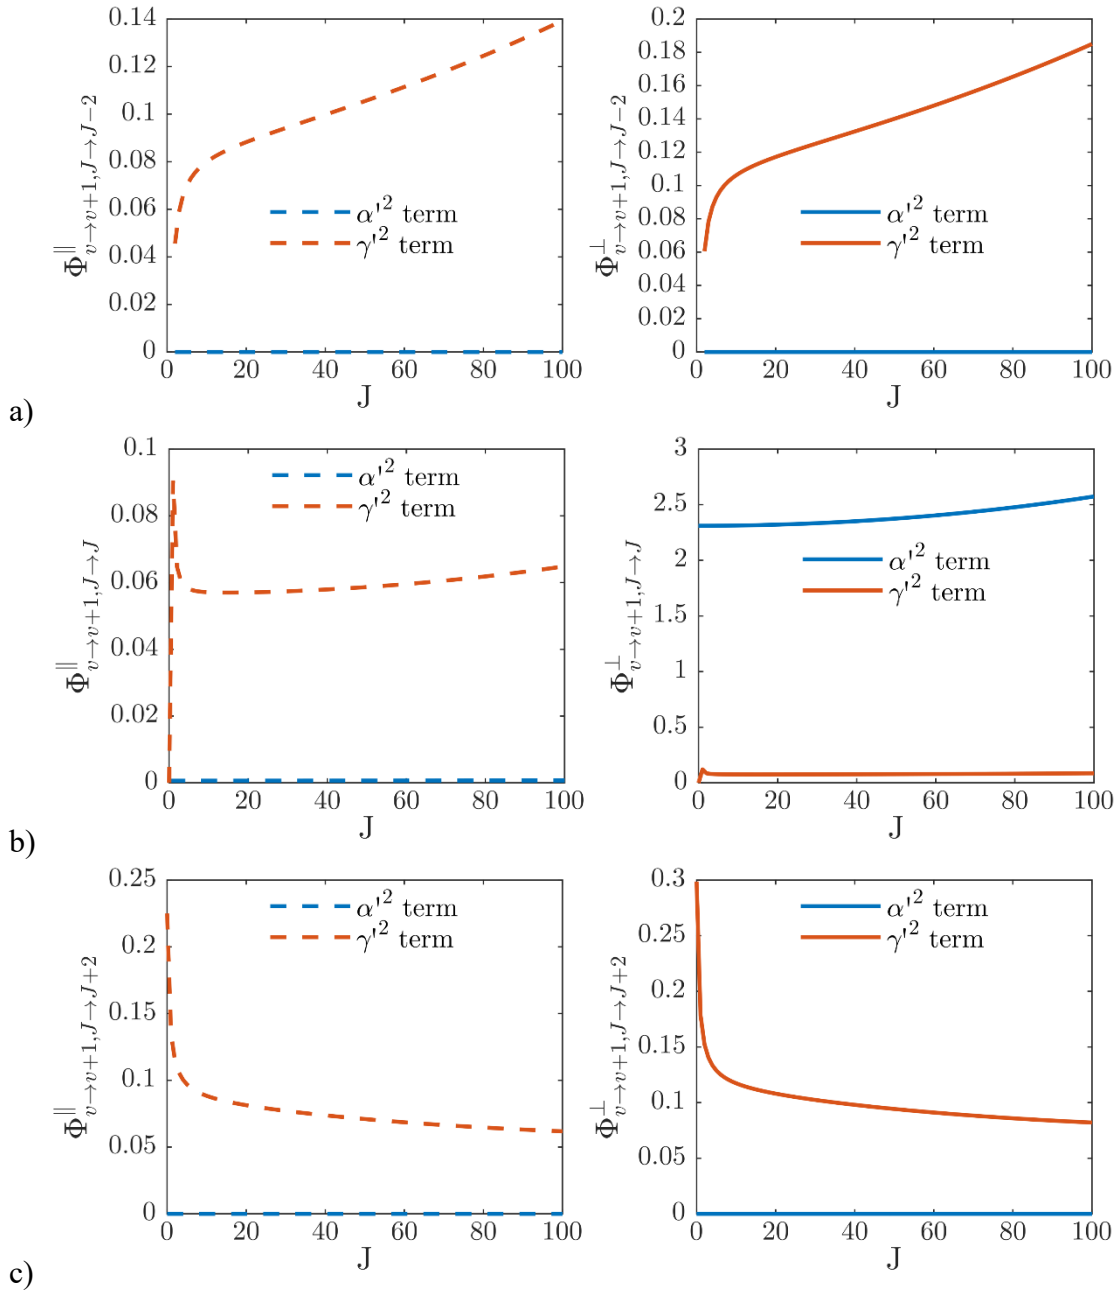 0.14
0.12
0.1
0.08
0.06
0.04
0.02
0
Φ^∥_{v→v+1,J→J−2}
α′² term
γ′² term
0 20 40 60 80 100
J
0.2
0.18
0.16
0.14
0.12
0.1
0.08
0.06
0.04
0.02
0
Φ^⊥_{v→v+1,J→J−2}
α′² term
γ′² term
20 40 60 80 100
J
a)
0.1
0.08
0.06
0.04
0.02
0
Φ^∥_{v→v+1,J→J}
α′² term
γ′² term
0 20 40 60 80 100
J
3
2.5
2
1.5
1
0.5
0
Φ^⊥_{v→v+1,J→J}
α′² term
γ′² term
0 20 40 60 80 100
J
b)
0.25
0.2
0.15
0.1
0.05
0
Φ^∥_{v→v+1,J→J+2}
α′² term
γ′² term
0 20 40 60 80 100
J
0.3
0.25
0.2
0.15
0.1
0.05
0
Φ^⊥_{v→v+1,J→J+2}
α′² term
γ′² term
0 20 40 60 80 100
J
c)